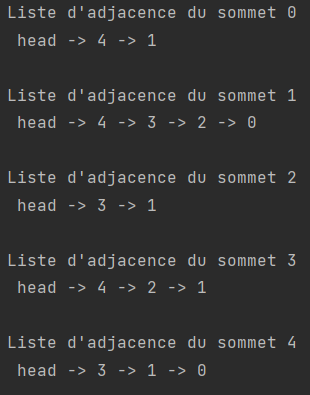 Liste d'adjacence du sommet 0
head -> 4 -> 1
Liste d'adjacence du sommet 1
head -> 4 -> 3 -> 2 -> 0
Liste d'adjacence du sommet 2
head -> 3 -> 1
Liste d'adjacence du sommet 3
head -> 4 -> 2 -> 1
Liste d'adjacence du sommet 4
head -> 3 -> 1 -> 0